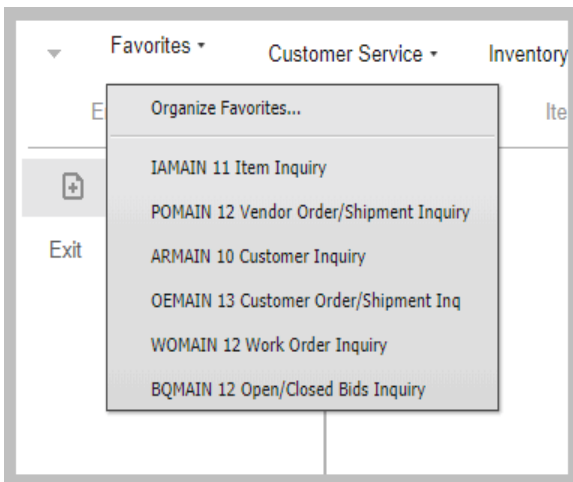 Favorites Customer Service Inventory
Organize Favorites...
IAMAIN 11 Item Inquiry
POMAIN 12 Vendor Order/Shipment Inquiry
ARMAIN 10 Customer Inquiry
Exit
OEMAIN 13 Customer Order/Shipment Inq
WOMAIN 12 Work Order Inquiry
BQMAIN 12 Open/Closed Bids Inquiry